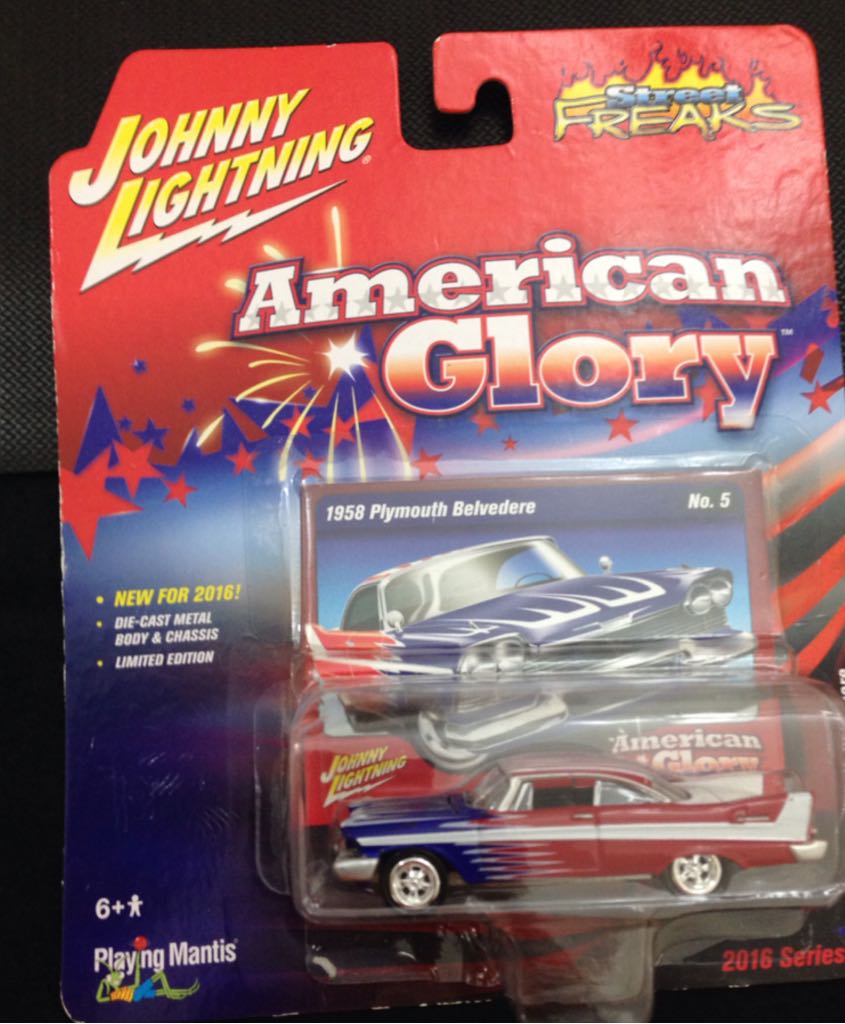 JOHNNY
LIGHTNING®
Street
FREAKS
American
Glory™
1958 Plymouth Belvedere
No. 5
• NEW FOR 2016!
• DIE-CAST METAL
BODY & CHASSIS
• LIMITED EDITION
JOHNNY
LIGHTNING
American
Glory
6+
Playing Mantis
2016 Series